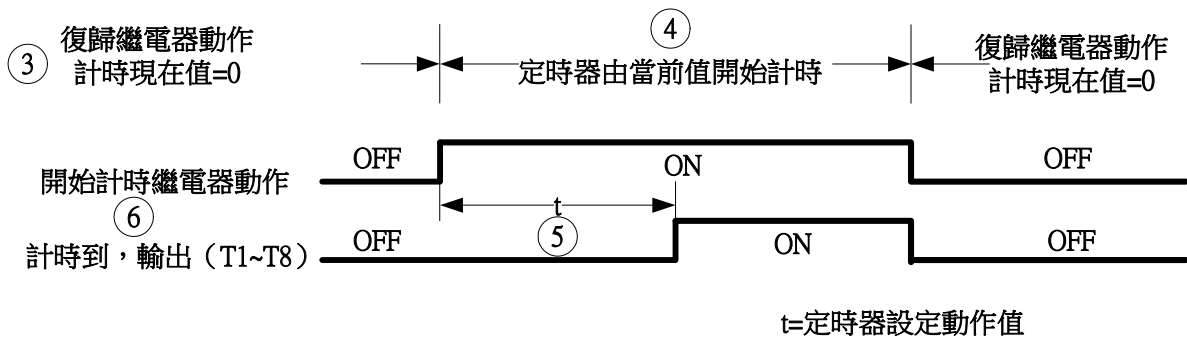 ④
復歸繼電器動作
③
計時現在值=0
定時器由當前值開始計時
復歸繼電器動作
計時現在值=0
OFF
ON
OFF
開始計時繼電器動作
t
⑥
⑤
OFF
ON
OFF
計時到，輸出（T1~T8）
t=定時器設定動作值